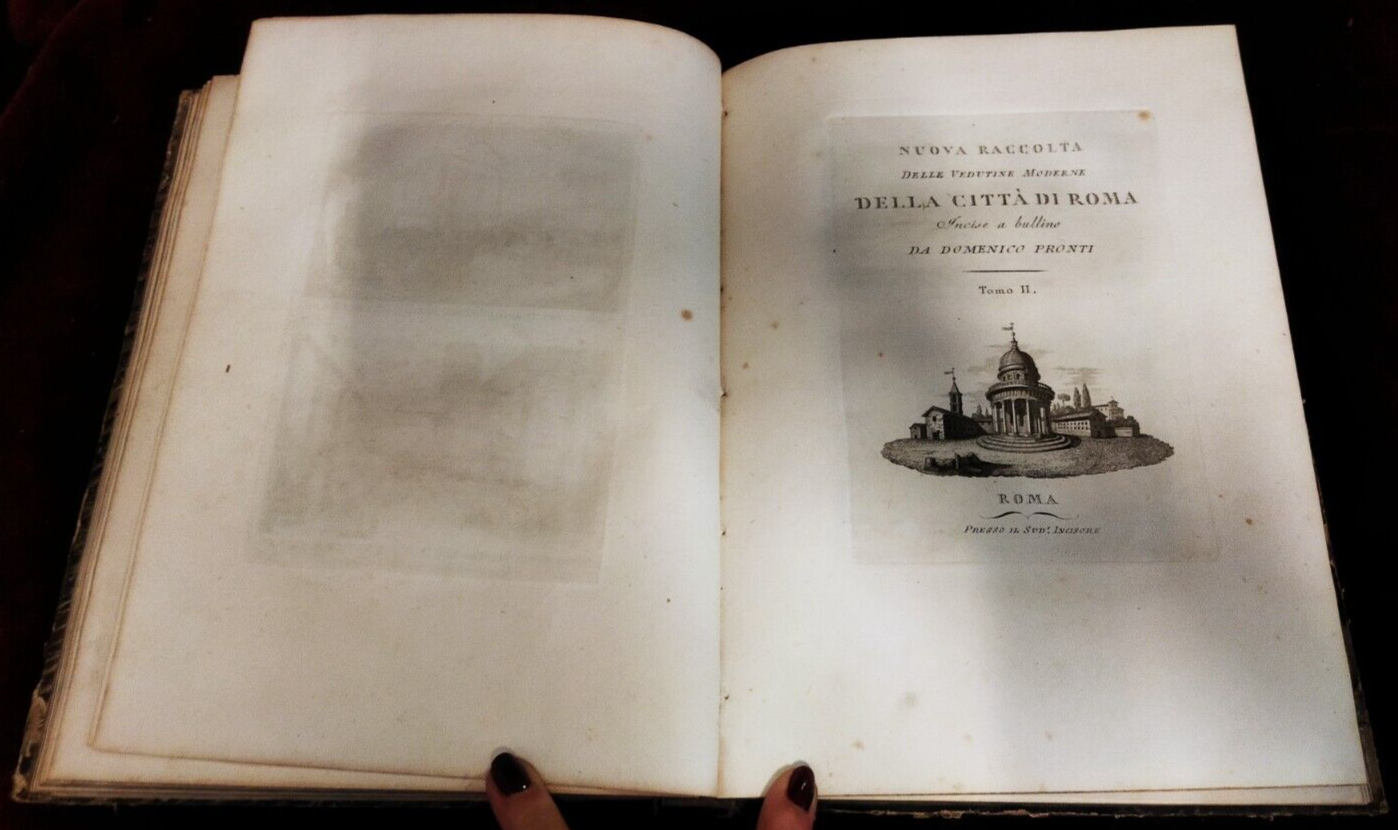 NUOVA RACCOLTA
DELLE VEDUTINE MODERNE
DELLA CITTÀ DI ROMA
Incise a bullino
DA DOMENICO PRONTI
Tomo II.
ROMA
PRESSO IL SUD.º INCISORE